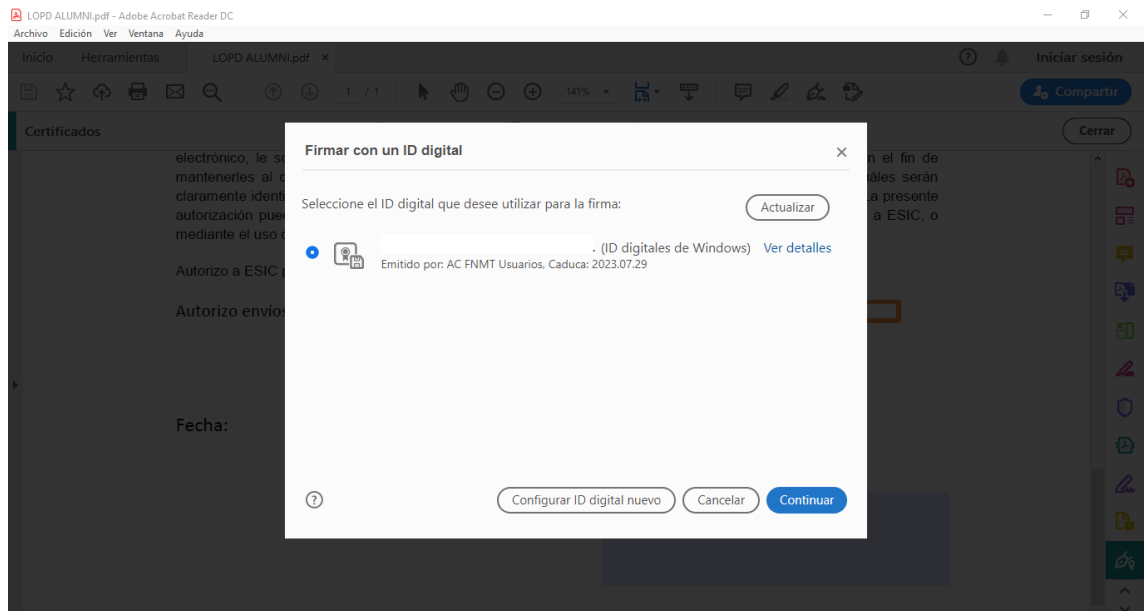 LOPD ALUMNI.pdf - Adobe Acrobat Reader DC
Archivo Edición Ver Ventana Ayuda
Inicio Herramientas LOPD ALUMNI.pdf × Iniciar sesión
1 / 1 141% Compartir
Certificados Cerrar
Firmar con un ID digital
electrónico, le n el fin de
mantenerles al uáles serán
claramente identi La presente
autorización pue a ESIC, o
mediante el uso
Autorizo a ESIC
Autorizo envíos
Fecha:
Seleccione el ID digital que desee utilizar para la firma:
Actualizar
. (ID digitales de Windows) Ver detalles
Emitido por: AC FNMT Usuarios, Caduca: 2023.07.29
Configurar ID digital nuevo Cancelar Continuar